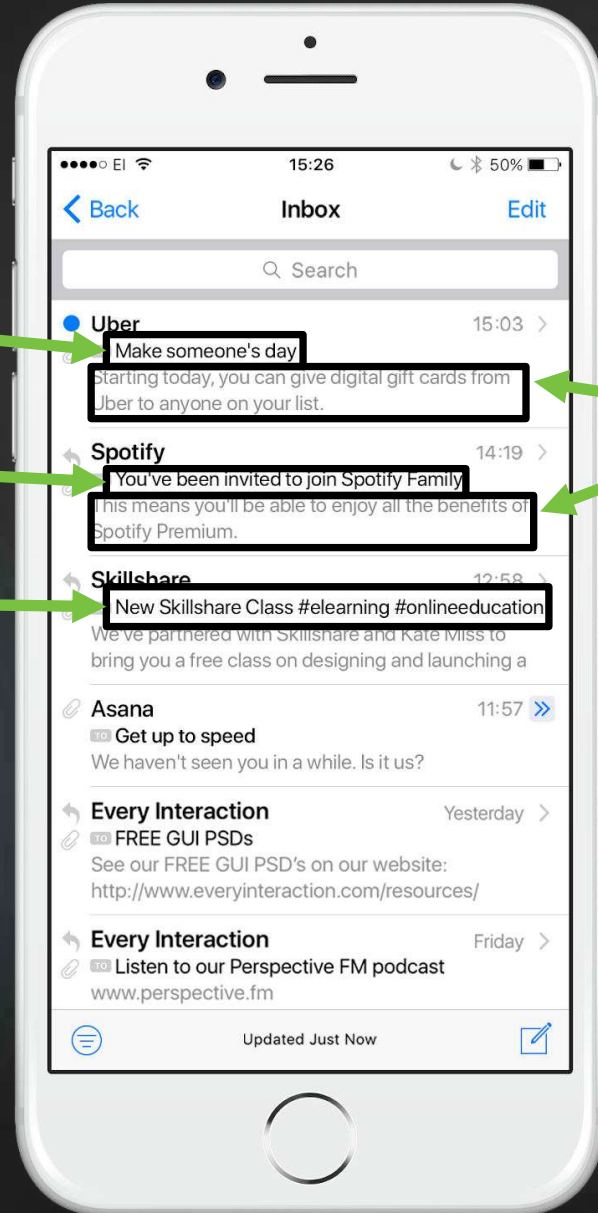 EI 15:26 50%
Back Inbox Edit
Search
Uber 15:03
Make someone's day
Starting today, you can give digital gift cards from
Uber to anyone on your list.
Spotify 14:19
You've been invited to join Spotify Family
This means you'll be able to enjoy all the benefits of
Spotify Premium.
Skillshare 12:58
New Skillshare Class #elearning #onlineeducation
We've partnered with Skillshare and Kate Miss to
bring you a free class on designing and launching a
Asana 11:57
TO Get up to speed
We haven't seen you in a while. Is it us?
Every Interaction Yesterday
TO FREE GUI PSDs
See our FREE GUI PSD's on our website:
http://www.everyinteraction.com/resources/
Every Interaction Friday
TO Listen to our Perspective FM podcast
www.perspective.fm
Updated Just Now